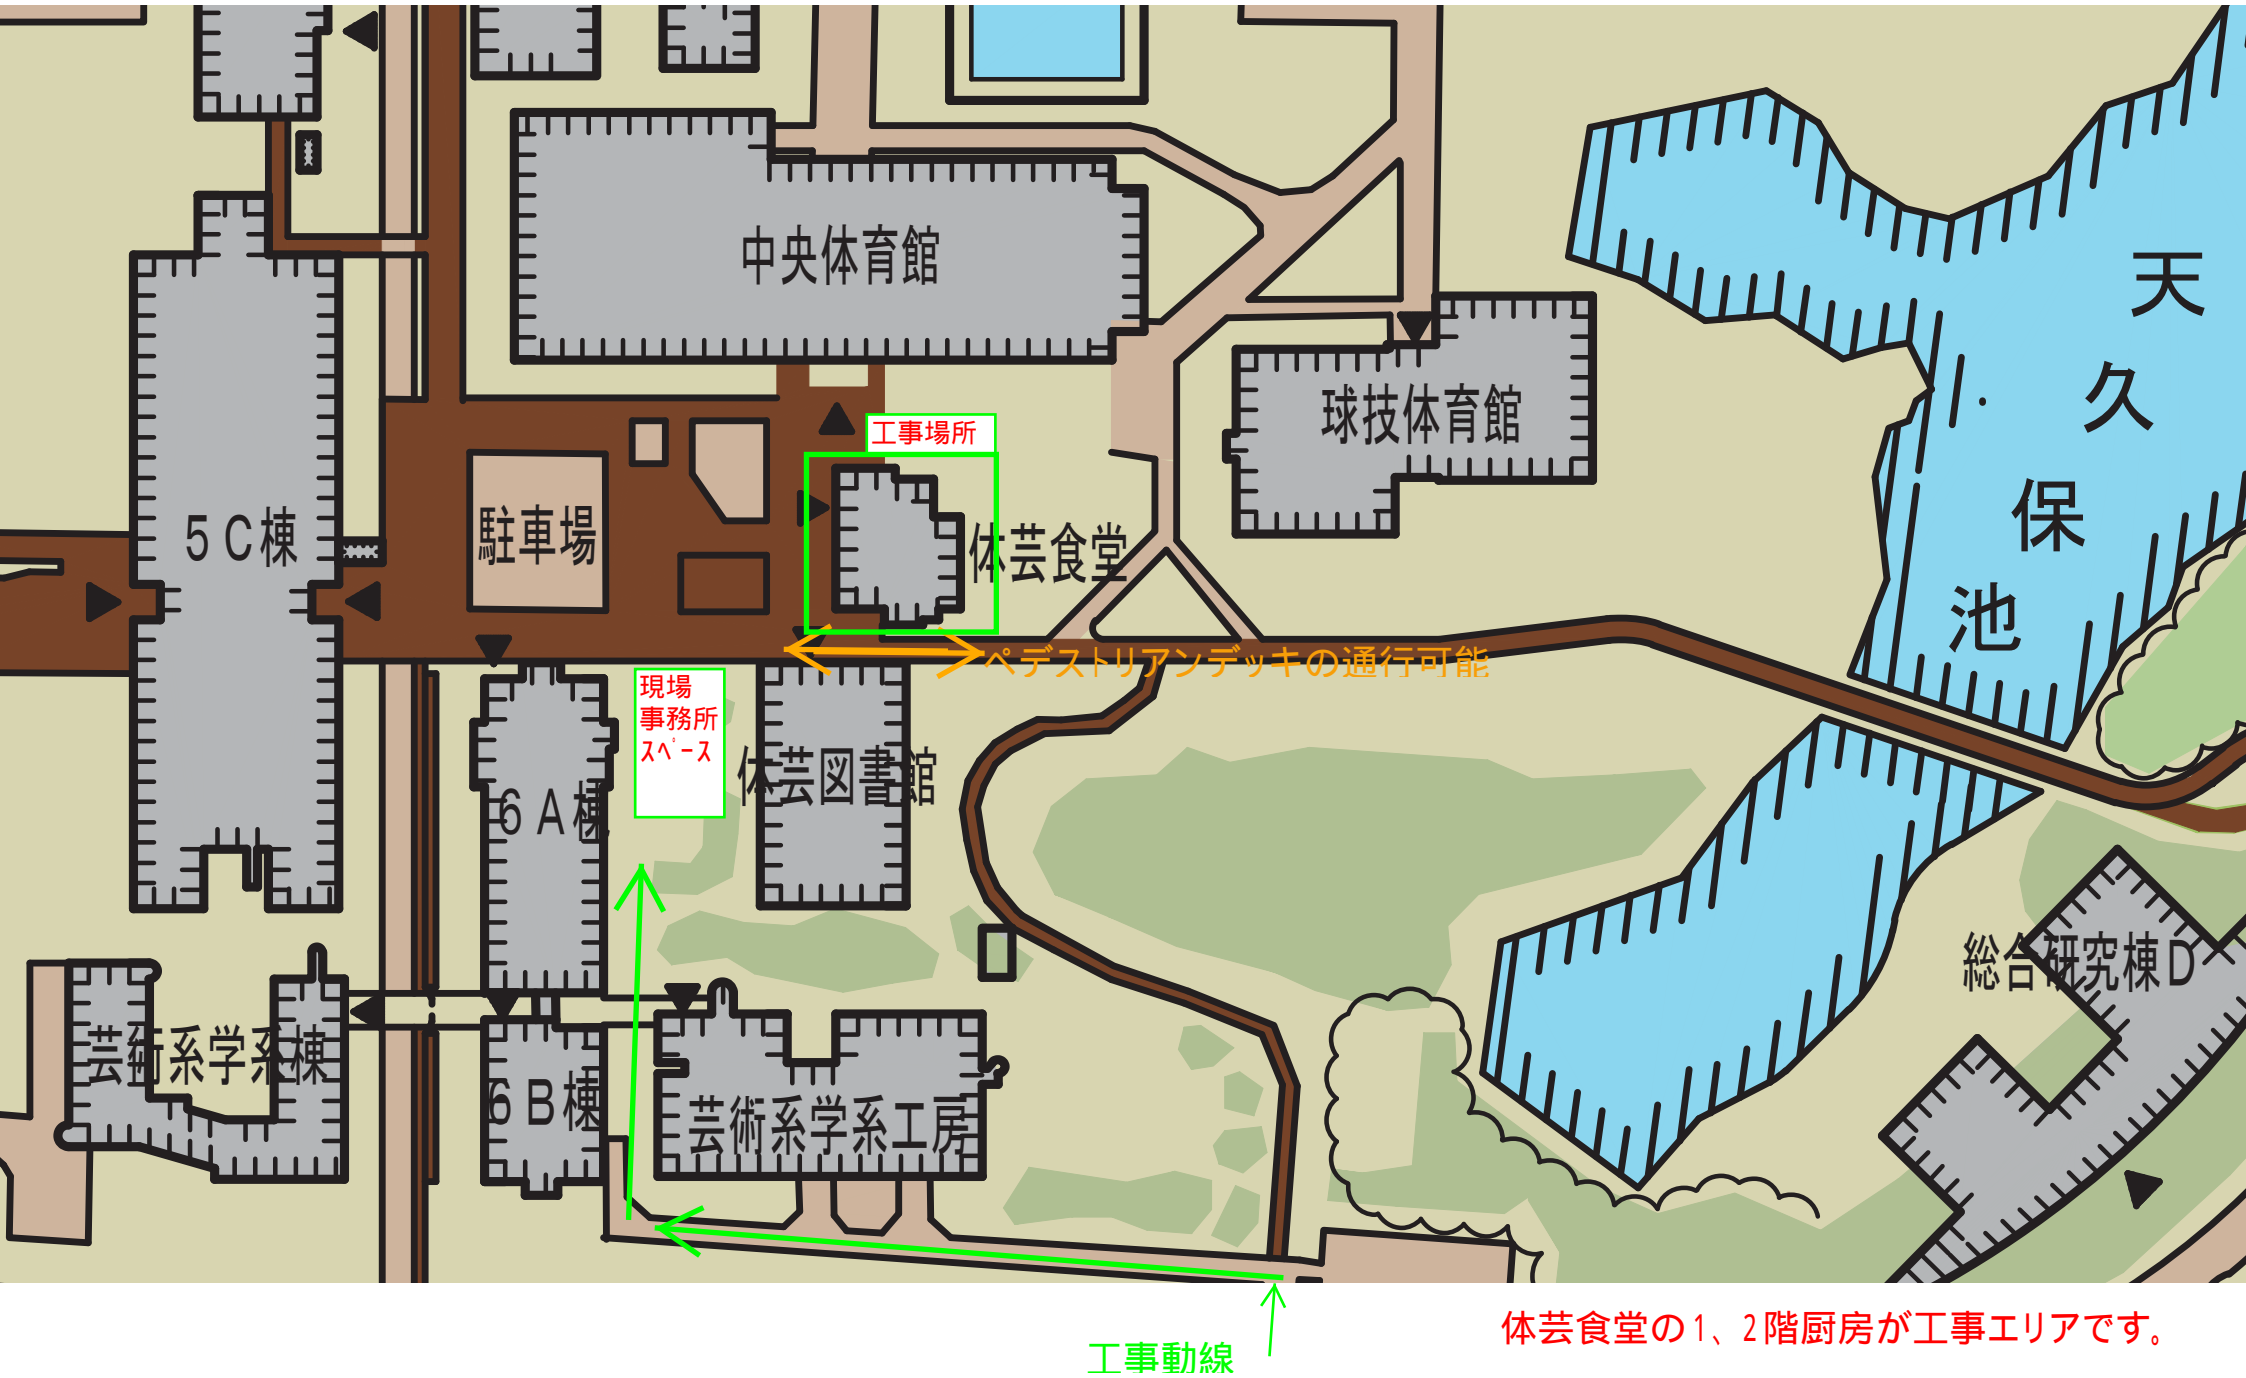 中央体育館
天久保池
球技体育館
工事場所
5C棟
駐車場
体芸食堂
ペデストリアンデッキの通行可能
現場
事務所
スペース
体芸図書館
6A棟
総合研究棟D
芸術系学系棟
6B棟
芸術系学系工房
体芸食堂の1、2階厨房が工事エリアです。
工事動線